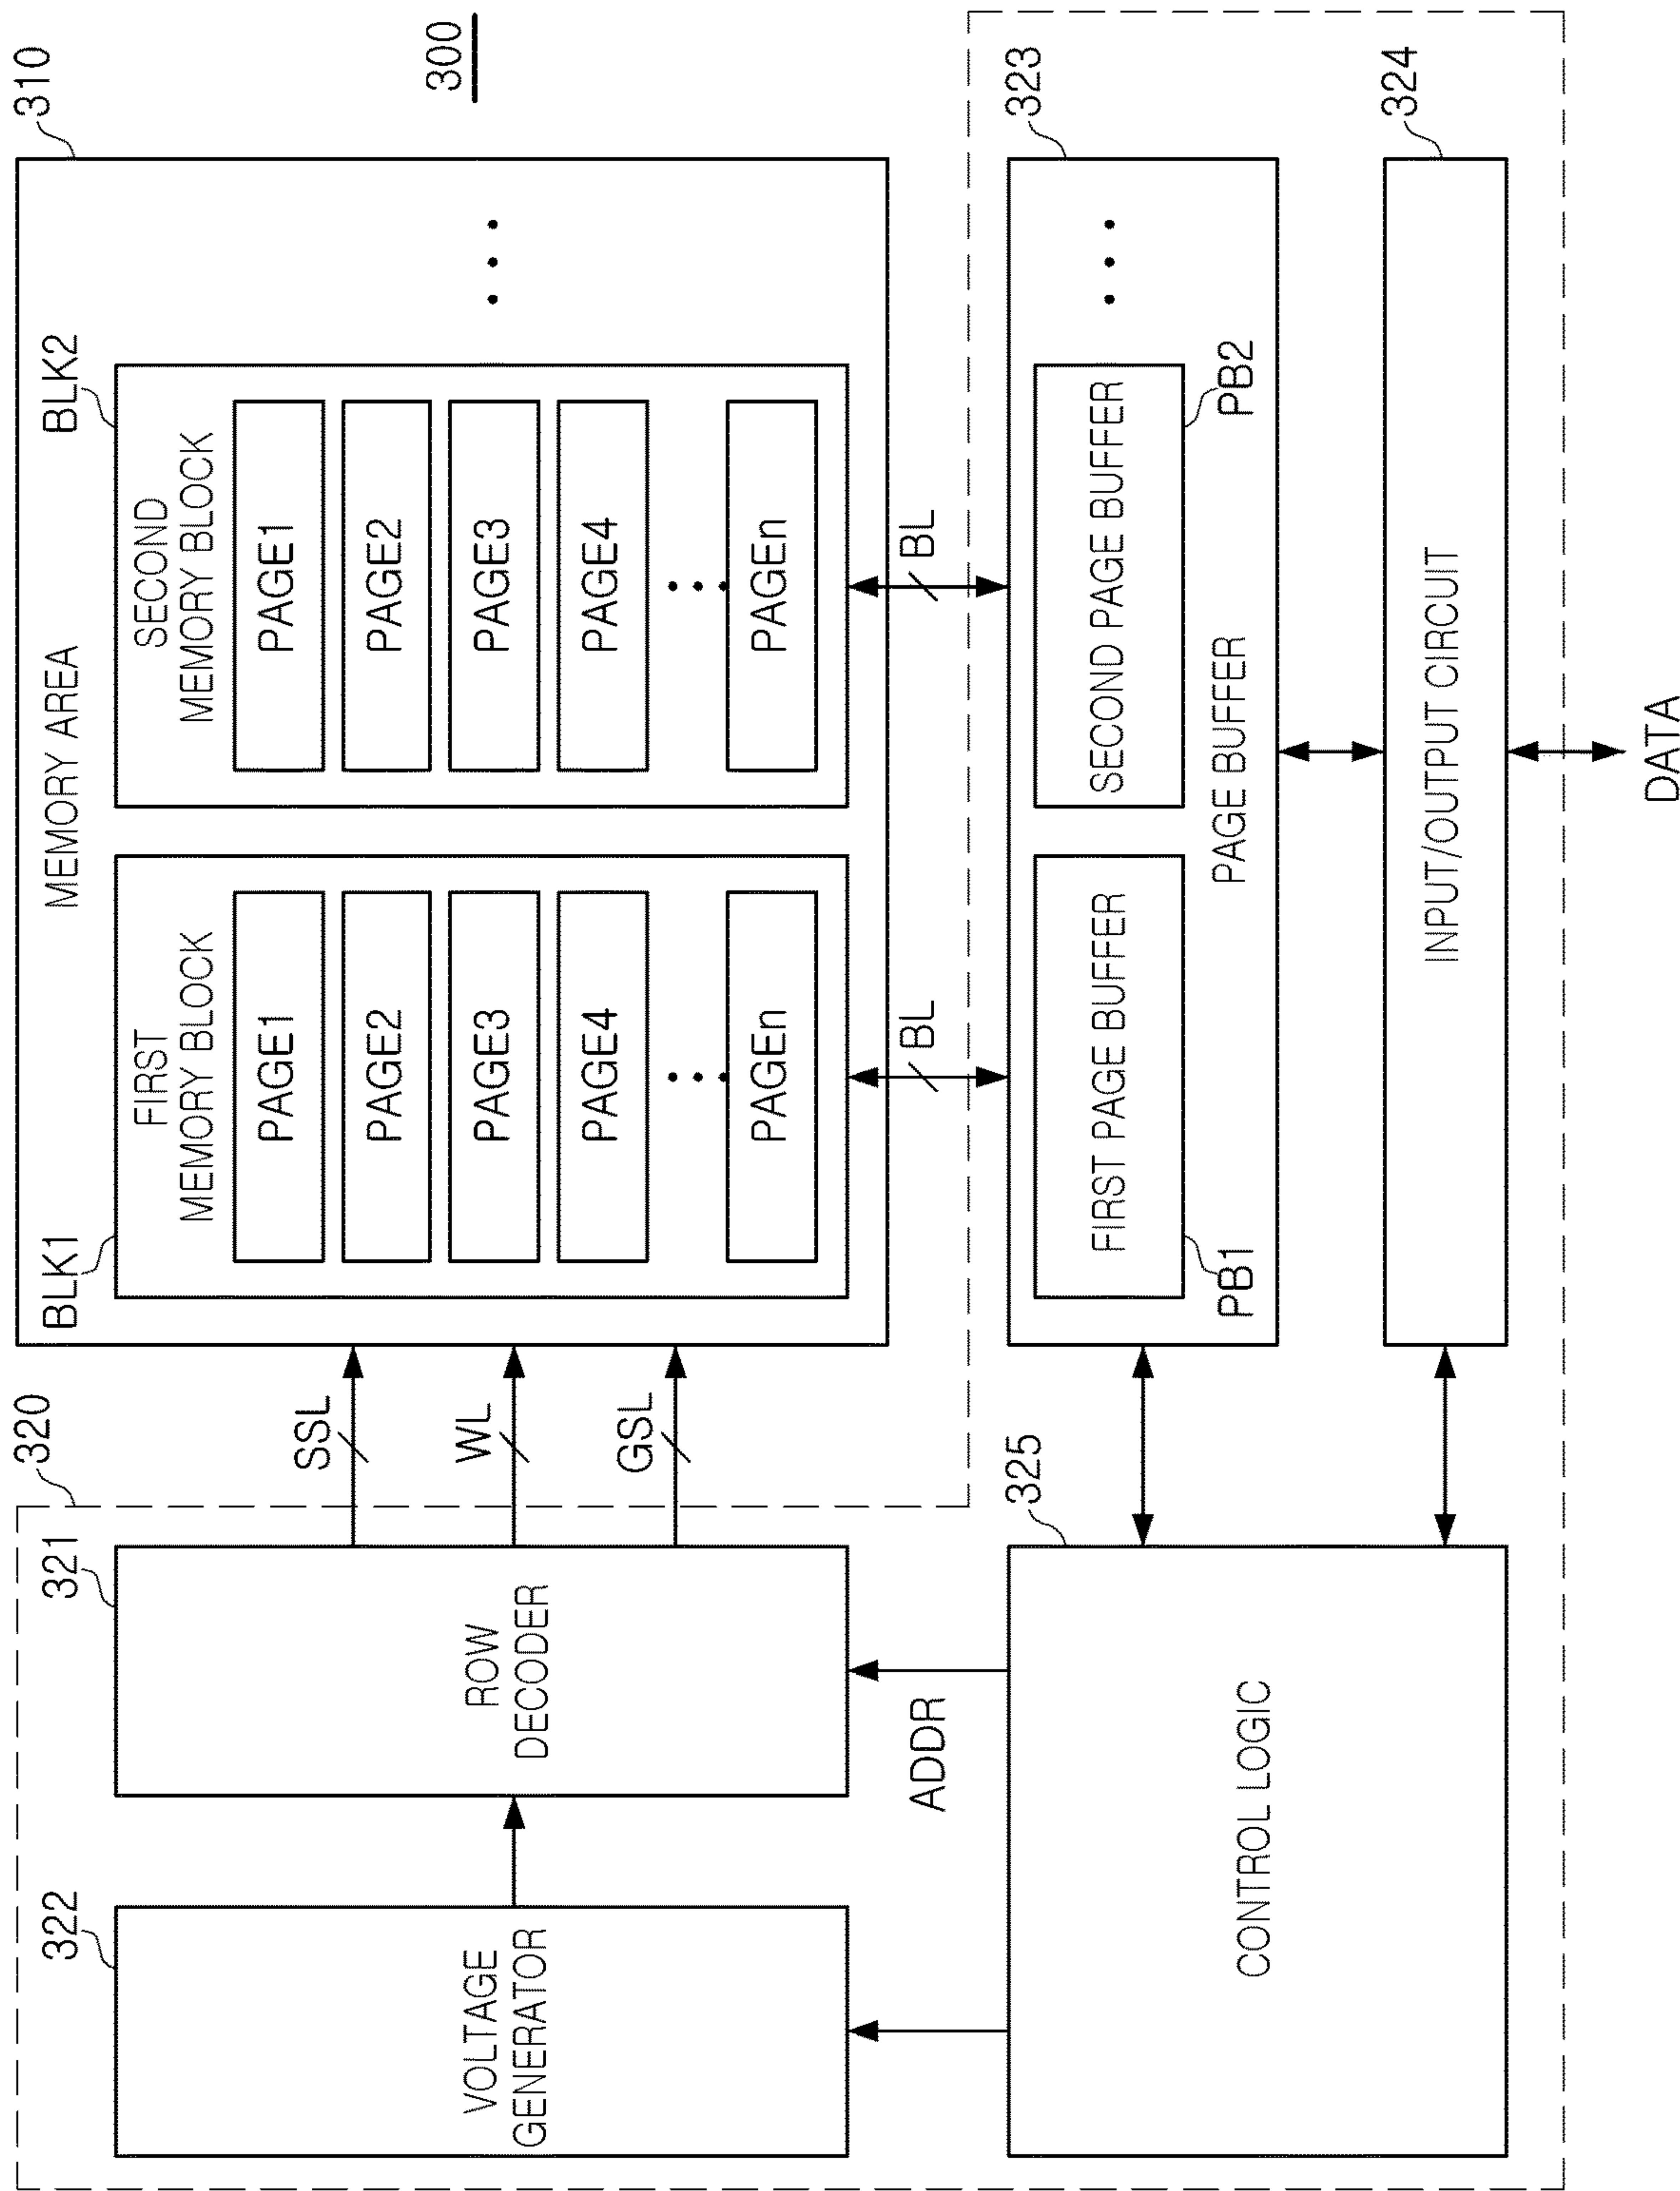 300
320
310
322
321
BLK1
MEMORY AREA
BLK2
VOLTAGE
GENERATOR
ROW
DECODER
SSL
WL
GSL
FIRST
MEMORY BLOCK
PAGE1
PAGE2
PAGE3
PAGE4
PAGEn
SECOND
MEMORY BLOCK
PAGE1
PAGE2
PAGE3
PAGE4
PAGEn
ADDR
BL
BL
325
323
CONTROL LOGIC
FIRST PAGE BUFFER
SECOND PAGE BUFFER
PB1
PAGE BUFFER
PB2
324
INPUT/OUTPUT CIRCUIT
DATA